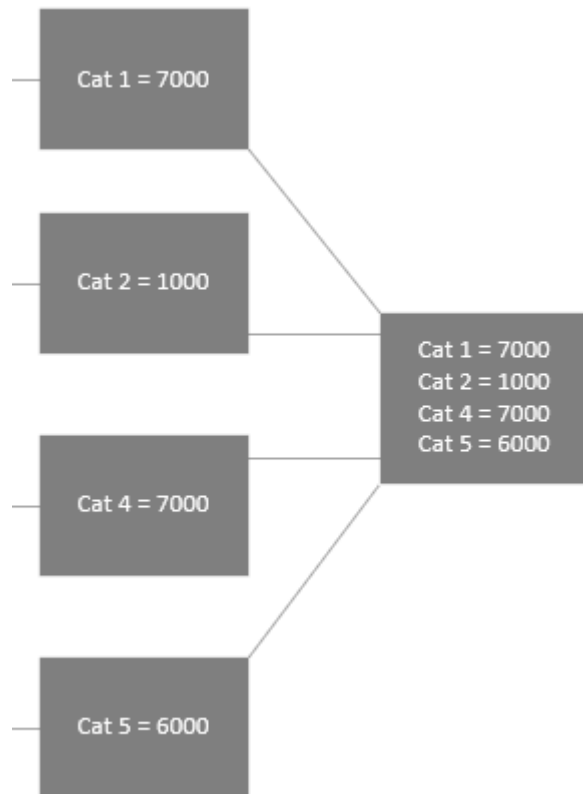 Cat 1 = 7000
Cat 2 = 1000
Cat 4 = 7000
Cat 5 = 6000
Cat 1 = 7000
Cat 2 = 1000
Cat 4 = 7000
Cat 5 = 6000